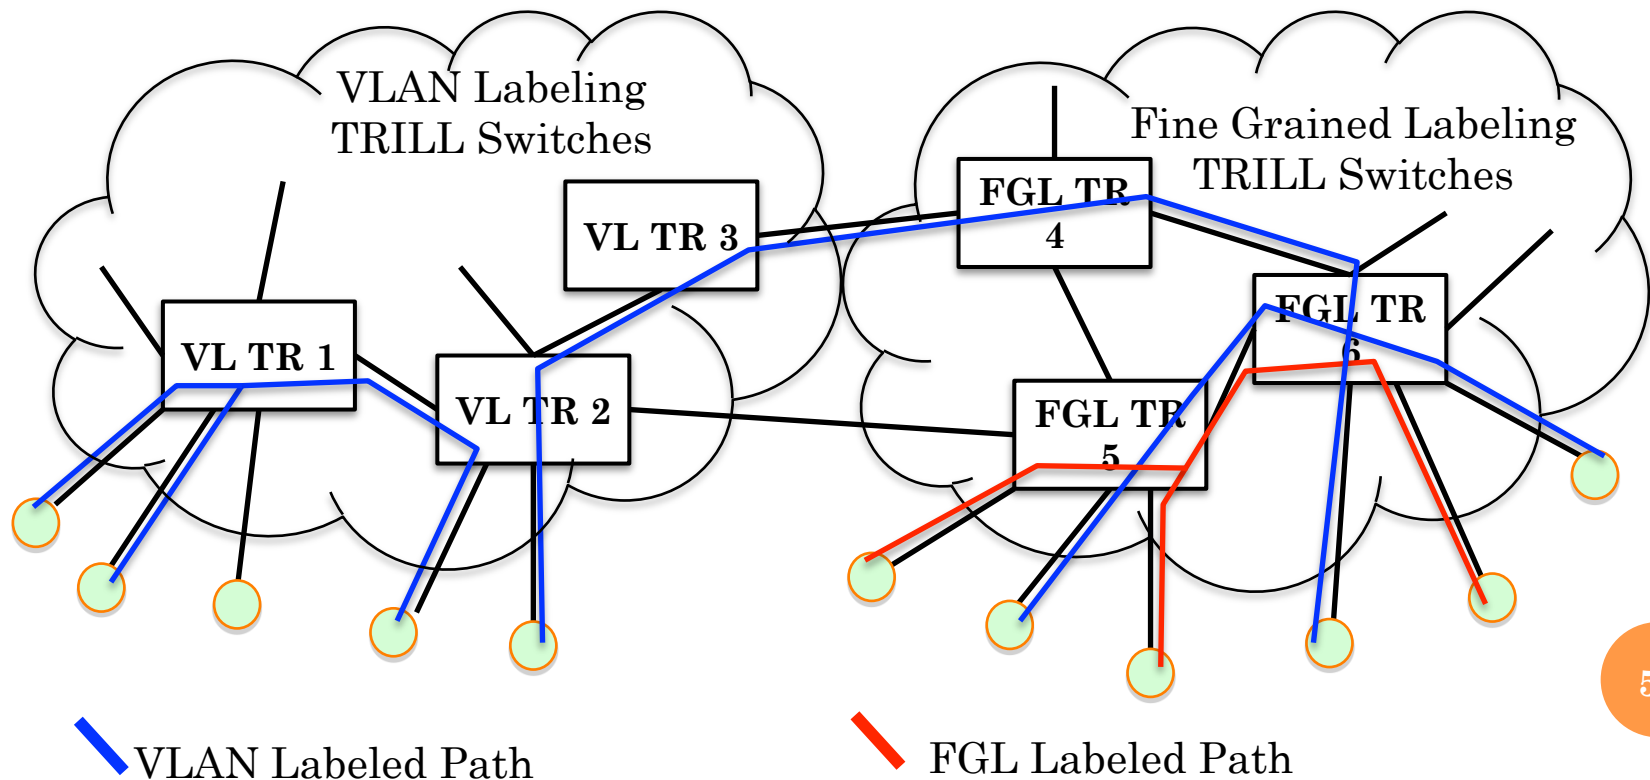 VLAN Labeling
TRILL Switches
Fine Grained Labeling
TRILL Switches
VL TR 1
VL TR 2
VL TR 3
FGL TR
4
FGL TR
5
FGL TR
6
VLAN Labeled Path
FGL Labeled Path
5